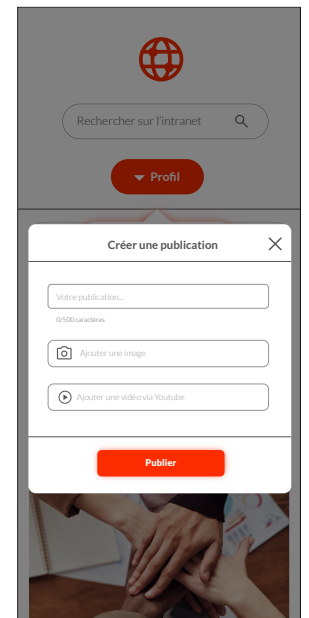 Rechercher sur l'intranet
Profil
Créer une publication
Votre publication...
0/500 caractères
Ajouter une image
Ajouter une vidéo via Youtube
Publier